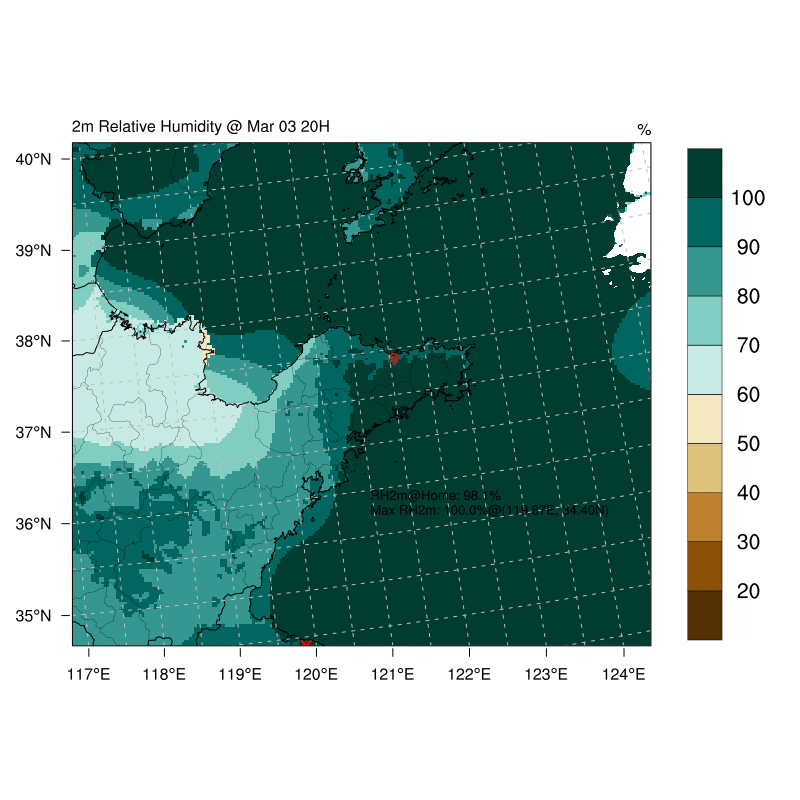 2m Relative Humidity @ Mar 03 20H
%
40°N
39°N
38°N
37°N
36°N
35°N
117°E
118°E
119°E
120°E
121°E
122°E
123°E
124°E
100
90
80
70
60
50
40
30
20
RH2m@Home: 98.1%
Max RH2m: 100.0%@(119.87E, 34.40N)